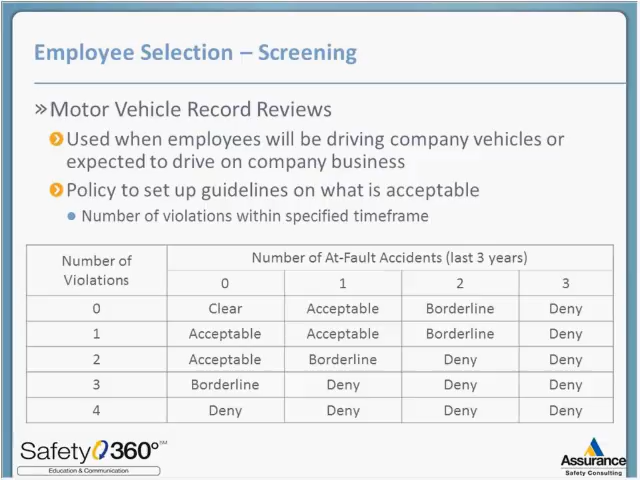 Employee Selection – Screening
» Motor Vehicle Record Reviews
Used when employees will be driving company vehicles or
expected to drive on company business
Policy to set up guidelines on what is acceptable
• Number of violations within specified timeframe
Number of Violations
Number of At-Fault Accidents (last 3 years)
0 1 2 3
0 Clear Acceptable Borderline Deny
1 Acceptable Acceptable Borderline Deny
2 Acceptable Borderline Deny Deny
3 Borderline Deny Deny Deny
4 Deny Deny Deny Deny
Safety 360° SM
Education & Communication
Assurance
Safety Consulting